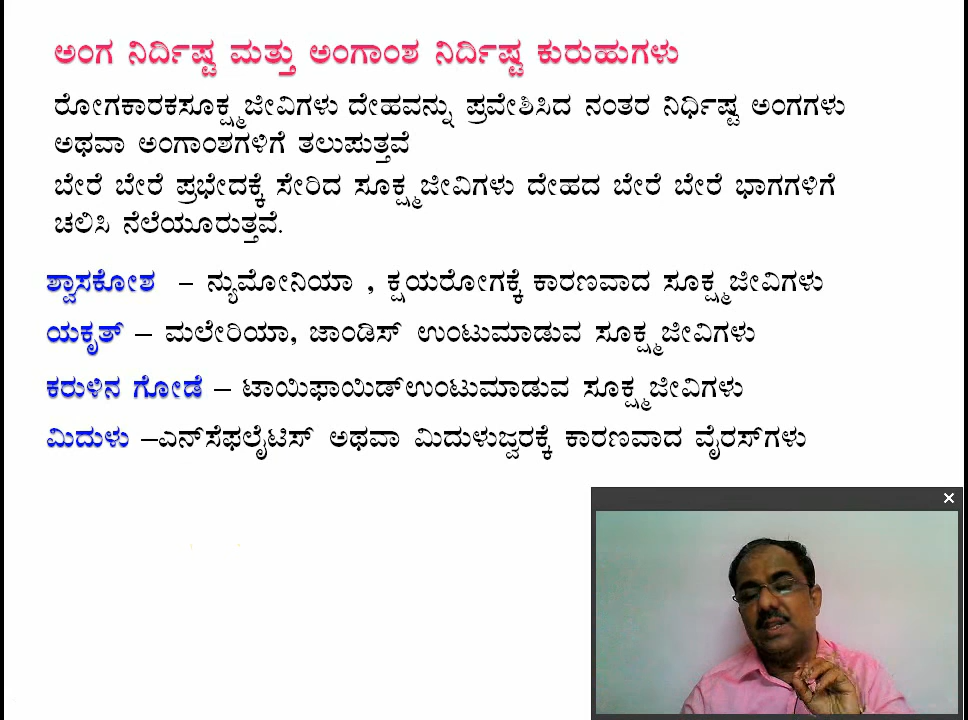 ಅಂಗ ನಿರ್ದಿಷ್ಟ ಮತ್ತು ಅಂಗಾಂಶ ನಿರ್ದಿಷ್ಟ ಕುರುಹುಗಳು
ರೋಗಕಾರಕಸೂಕ್ಷ್ಮಜೀವಿಗಳು ದೇಹವನ್ನು ಪ್ರವೇಶಿಸಿದ ನಂತರ ನಿರ್ಧಿಷ್ಟ ಅಂಗಗಳು
ಅಥವಾ ಅಂಗಾಂಶಗಳಿಗೆ ತಲುಪುತ್ತವೆ
ಬೇರೆ ಬೇರೆ ಪ್ರಭೇದಕ್ಕೆ ಸೇರಿದ ಸೂಕ್ಷ್ಮಜೀವಿಗಳು ದೇಹದ ಬೇರೆ ಬೇರೆ ಭಾಗಗಳಿಗೆ
ಚಲಿಸಿ ನೆಲೆಯೂರುತ್ತವೆ.
ಶ್ವಾಸಕೋಶ – ನ್ಯುಮೋನಿಯಾ , ಕ್ಷಯರೋಗಕ್ಕೆ ಕಾರಣವಾದ ಸೂಕ್ಷ್ಮಜೀವಿಗಳು
ಯಕೃತ್ – ಮಲೇರಿಯಾ, ಜಾಂಡಿಸ್ ಉಂಟುಮಾಡುವ ಸೂಕ್ಷ್ಮಜೀವಿಗಳು
ಕರುಳಿನ ಗೋಡೆ – ಟಾಯಿಫಾಯಿಡ್‌ಉಂಟುಮಾಡುವ ಸೂಕ್ಷ್ಮಜೀವಿಗಳು
ಮಿದುಳು –ಎನ್‌ಸೆಫಲೈಟಿಸ್ ಅಥವಾ ಮಿದುಳುಜ್ವರಕ್ಕೆ ಕಾರಣವಾದ ವೈರಸ್‌ಗಳು